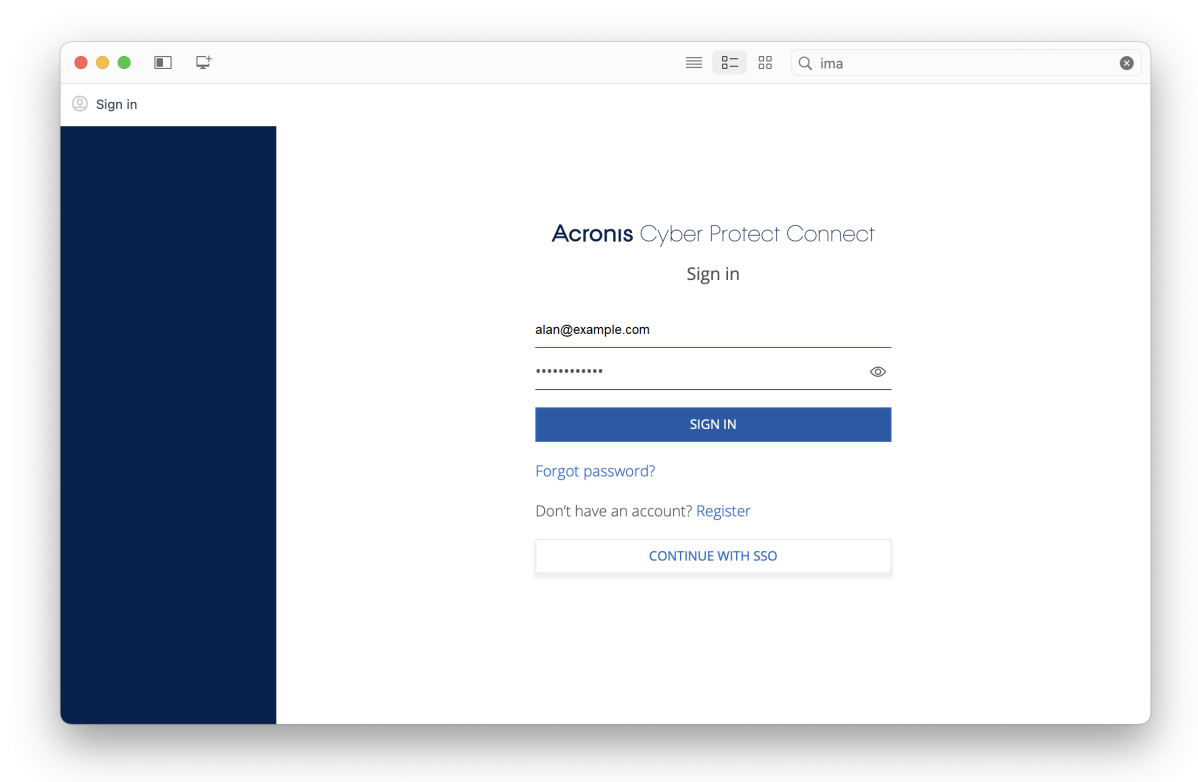 ima
Sign in
Acronis Cyber Protect Connect
Sign in
alan@example.com
••••••••••••
SIGN IN
Forgot password?
Don't have an account? Register
CONTINUE WITH SSO